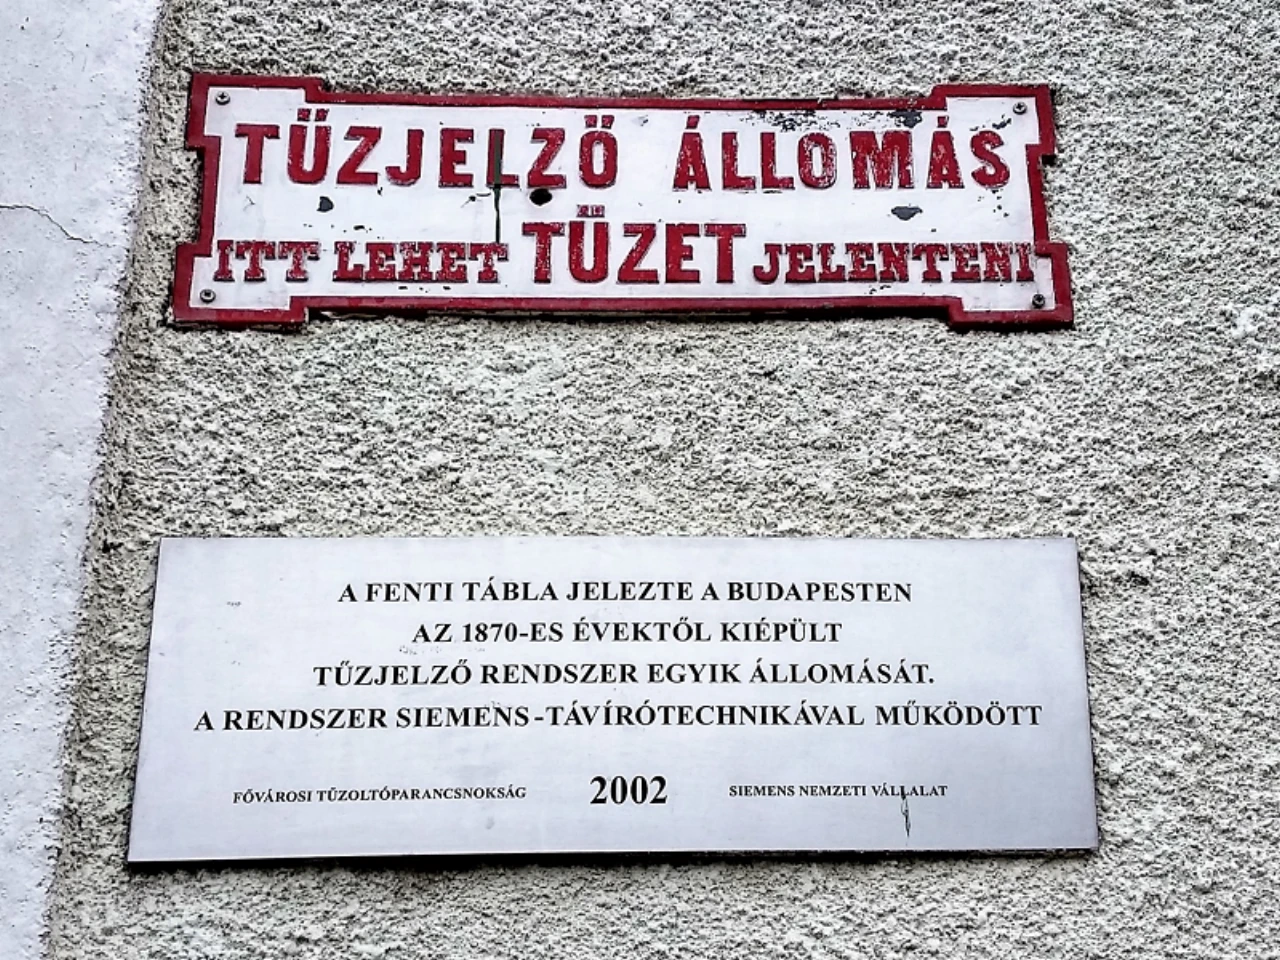 TŰZJELZŐ ÁLLOMÁS
ITT LEHET TÜZET JELENTENI
A FENTI TÁBLA JELEZTE A BUDAPESTEN
AZ 1870-ES ÉVEKTŐL KIÉPÜLT
TŰZJELZŐ RENDSZER EGYIK ÁLLOMÁSÁT.
A RENDSZER SIEMENS-TÁVÍRÓTECHNIKÁVAL MŰKÖDÖTT
FŐVÁROSI TŰZOLTÓPARANCSNOKSÁG 2002 SIEMENS NEMZETI VÁLLALAT